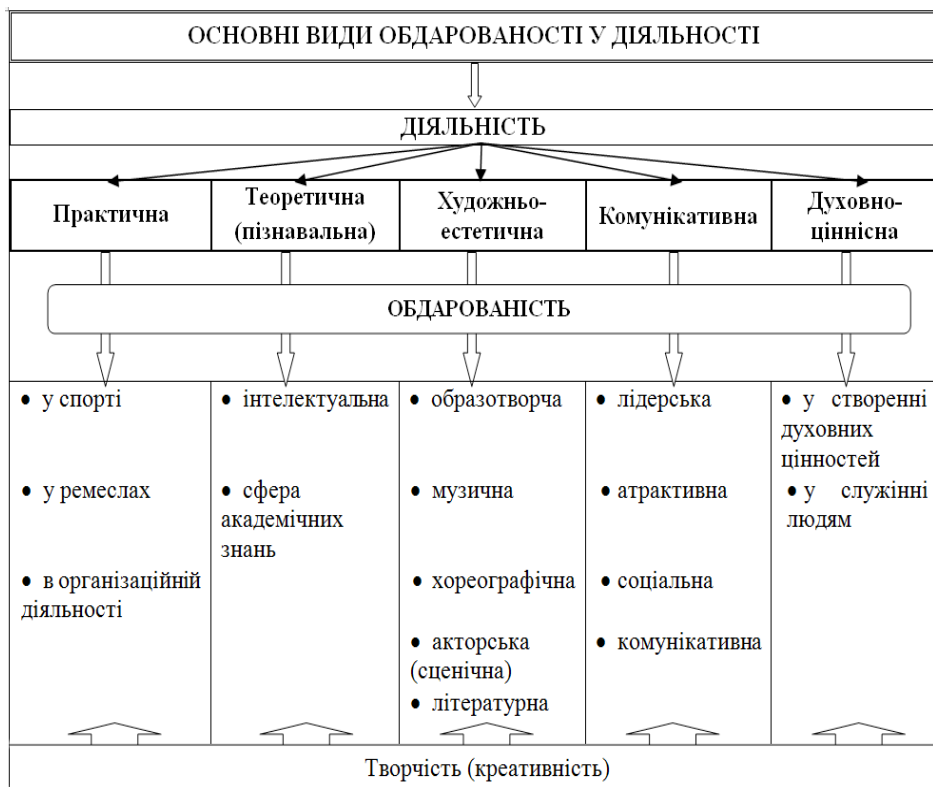 ОСНОВНІ ВИДИ ОБДАРОВАНОСТІ У ДІЯЛЬНОСТІ
ДІЯЛЬНІСТЬ
Практична
Теоретична
(пізнавальна)
Художньо-
естетична
Комунікативна
Духовно-
ціннісна
ОБДАРОВАНІСТЬ
• у спорті
• у ремеслах
• в організаційній
діяльності
• інтелектуальна
• сфера
академічних
знань
• образотворча
• музична
• хореографічна
• акторська
(сценічна)
• літературна
• лідерська
• атрактивна
• соціальна
• комунікативна
• у створенні
духовних
цінностей
• у служінні
людям
Творчість (креативність)